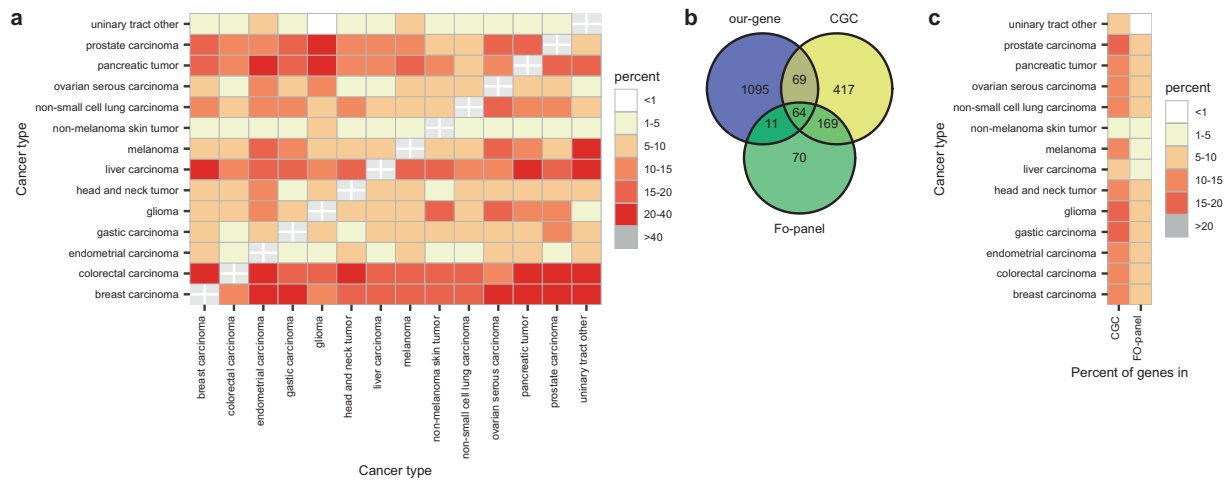 a
uninary tract other
prostate carcinoma
pancreatic tumor
ovarian serous carcinoma
non-small cell lung carcinoma
non-melanoma skin tumor
melanoma
liver carcinoma
head and neck tumor
glioma
gastic carcinoma
endometrial carcinoma
colorectal carcinoma
breast carcinoma
Cancer type
breast carcinoma
colorectal carcinoma
endometrial carcinoma
gastic carcinoma
glioma
head and neck tumor
liver carcinoma
melanoma
non-melanoma skin tumor
non-small cell lung carcinoma
ovarian serous carcinoma
pancreatic tumor
prostate carcinoma
uninary tract other
Cancer type
percent
<1
1-5
5-10
10-15
15-20
20-40
>40
b
our-gene
CGC
1095
69
417
64
11
169
70
Fo-panel
c
uninary tract other
prostate carcinoma
pancreatic tumor
ovarian serous carcinoma
non-small cell lung carcinoma
non-melanoma skin tumor
melanoma
liver carcinoma
head and neck tumor
glioma
gastic carcinoma
endometrial carcinoma
colorectal carcinoma
breast carcinoma
Cancer type
CGC
FO-panel
Percent of genes in
percent
<1
1-5
5-10
10-15
15-20
>20